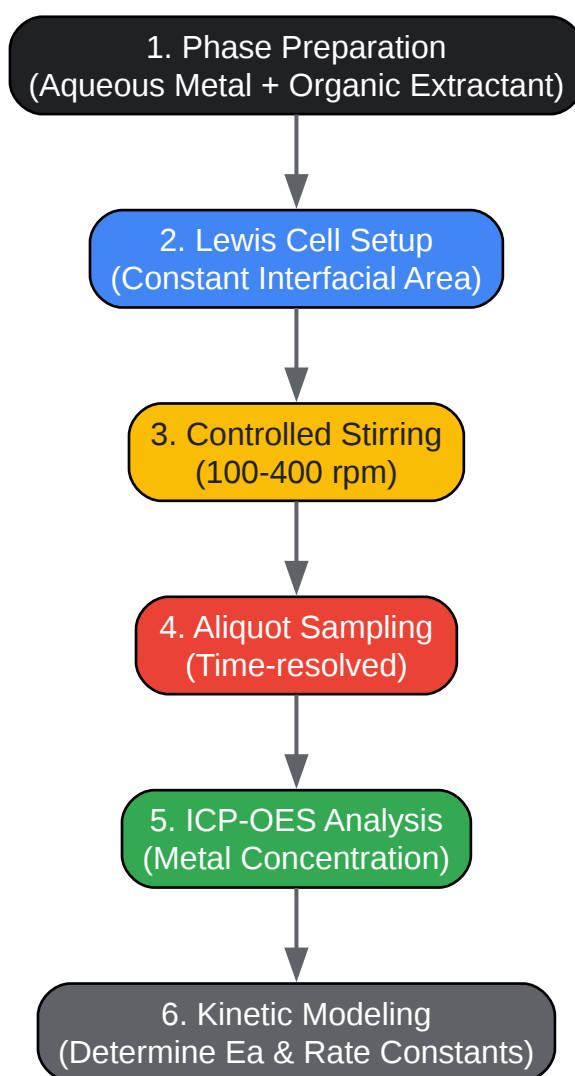 1. Phase Preparation
(Aqueous Metal + Organic Extractant)
2. Lewis Cell Setup
(Constant Interfacial Area)
3. Controlled Stirring
(100-400 rpm)
4. Aliquot Sampling
(Time-resolved)
5. ICP-OES Analysis
(Metal Concentration)
6. Kinetic Modeling
(Determine Ea & Rate Constants)